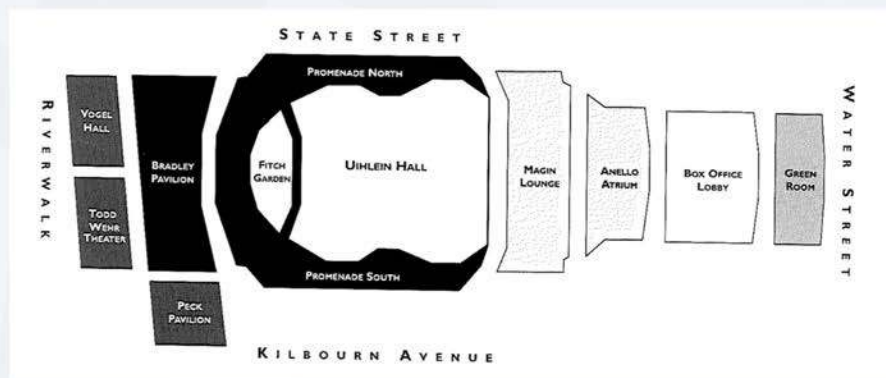 STATE STREET
PROMENADE NORTH
RIVERWALK
VOGEL
HALL
TODD
WEHR
THEATER
BRADLEY
PAVILION
PECK
PAVILION
FITCH
GARDEN
UIHLEIN HALL
PROMENADE SOUTH
MAGIN
LOUNGE
ANELLO
ATRIUM
BOX OFFICE
LOBBY
GREEN
ROOM
WATER STREET
KILBOURN AVENUE